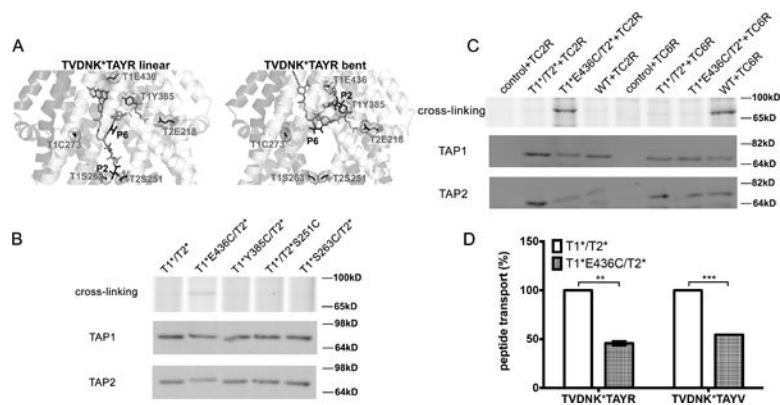 A
TVDNK*TAYR linear
TVDNK*TAYR bent
T1E436
T1Y385
P6
T2E218
T1C273
P2
T1S263
T2S251
T1E436
P2
T1Y385
P6
T2E218
T1C273
T1S263
T2S251
B
T1*/T2*
T1*E436C/T2*
T1*Y385C/T2*
T1*/T2*S251C
T1*S263C/T2*
cross-linking
100kD
65kD
TAP1
98kD
64kD
TAP2
98kD
64kD
C
control+TC2R
T1*/T2*+TC2R
T1*E436C/T2*+TC2R
WT+TC2R
control+TC6R
T1*/T2*+TC6R
T1*E436C/T2*+TC6R
WT+TC6R
cross-linking
100kD
65kD
TAP1
82kD
64kD
TAP2
82kD
64kD
D
T1*/T2*
T1*E436C/T2*
peptide transport (%)
150
100
50
0
**
***
TVDNK*TAYR
TVDNK*TAYV